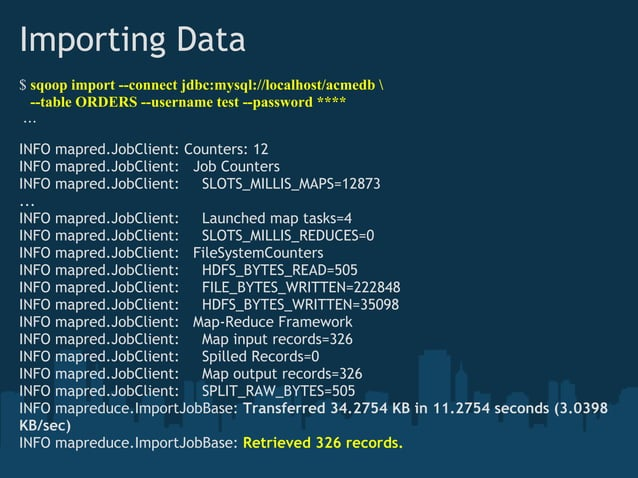 Importing Data
$ sqoop import --connect jdbc:mysql://localhost/acmedb \
--table ORDERS --username test --password ****
...
INFO mapred.JobClient: Counters: 12
INFO mapred.JobClient: Job Counters
INFO mapred.JobClient: SLOTS_MILLIS_MAPS=12873
...
INFO mapred.JobClient: Launched map tasks=4
INFO mapred.JobClient: SLOTS_MILLIS_REDUCES=0
INFO mapred.JobClient: FileSystemCounters
INFO mapred.JobClient: HDFS_BYTES_READ=505
INFO mapred.JobClient: FILE_BYTES_WRITTEN=222848
INFO mapred.JobClient: HDFS_BYTES_WRITTEN=35098
INFO mapred.JobClient: Map-Reduce Framework
INFO mapred.JobClient: Map input records=326
INFO mapred.JobClient: Spilled Records=0
INFO mapred.JobClient: Map output records=326
INFO mapred.JobClient: SPLIT_RAW_BYTES=505
INFO mapreduce.ImportJobBase: Transferred 34.2754 KB in 11.2754 seconds (3.0398
KB/sec)
INFO mapreduce.ImportJobBase: Retrieved 326 records.